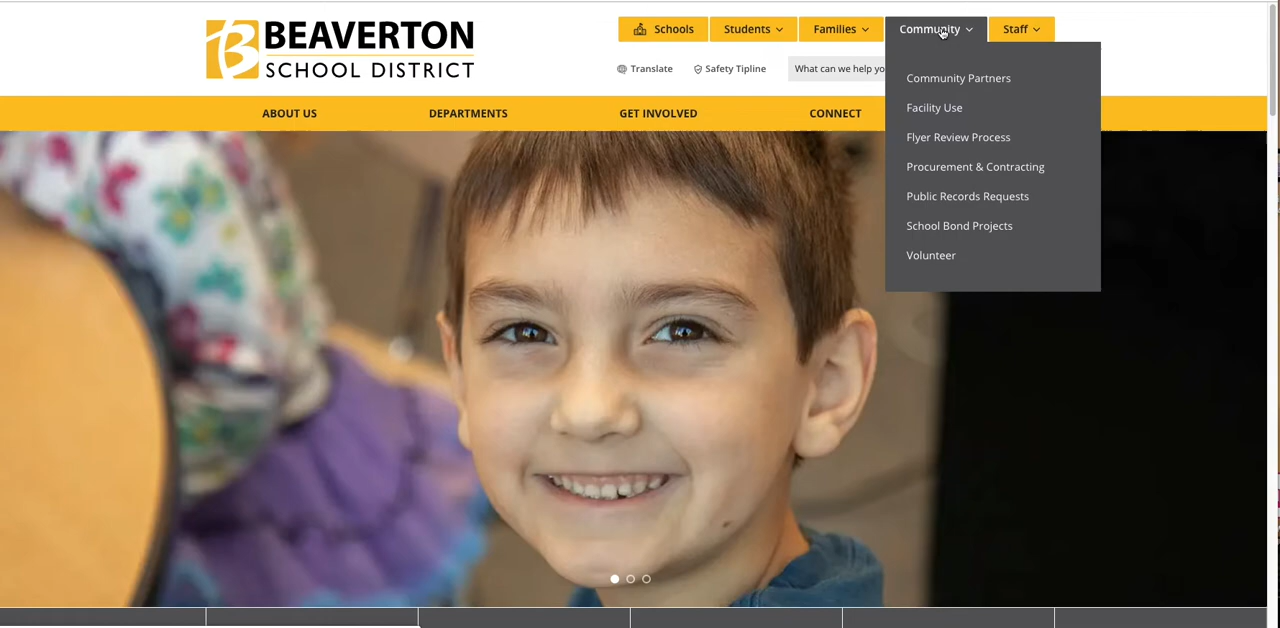 BEAVERTON
SCHOOL DISTRICT
Schools
Students
Families
Community
Staff
Translate
Safety Tipline
What can we help yo
ABOUT US
DEPARTMENTS
GET INVOLVED
CONNECT
Community Partners
Facility Use
Flyer Review Process
Procurement & Contracting
Public Records Requests
School Bond Projects
Volunteer